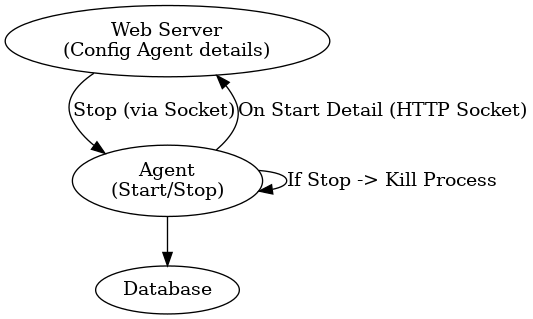 Web Server
(Config Agent details)
Stop (via Socket)
On Start Detail (HTTP Socket)
Agent
(Start/Stop)
If Stop -> Kill Process
Database